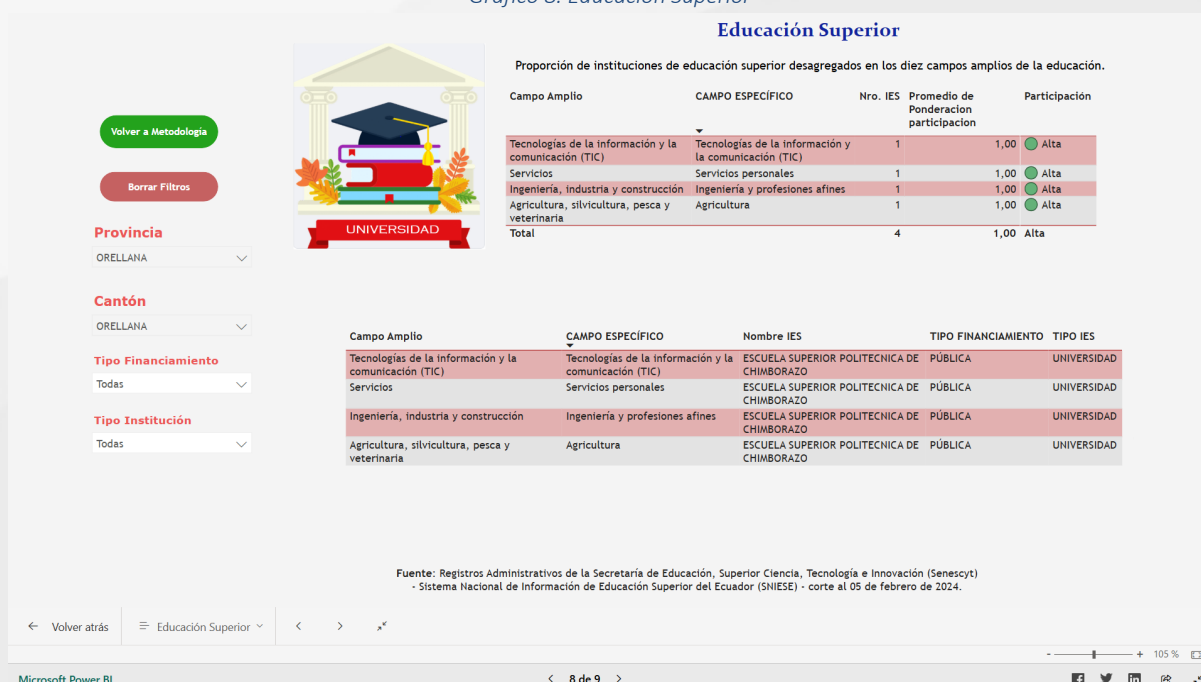 Gráfico 8. Educación Superior
Educación Superior
Proporción de instituciones de educación superior desagregados en los diez campos amplios de la educación.
Volver a Metodología
Borrar Filtros
Provincia
ORELLANA
Cantón
ORELLANA
Tipo Financiamiento
Todas
Tipo Institución
Todas
UNIVERSIDAD
Campo Amplio CAMPO ESPECÍFICO Nro. IES Promedio de Participación
Ponderacion
participacion
Tecnologías de la información y la Tecnologías de la información y 1 1,00 Alta
comunicación (TIC) la comunicación (TIC)
Servicios Servicios personales 1 1,00 Alta
Ingeniería, industria y construcción Ingeniería y profesiones afines 1 1,00 Alta
Agricultura, silvicultura, pesca y Agricultura 1 1,00 Alta
veterinaria
Total 4 1,00 Alta
Campo Amplio CAMPO ESPECÍFICO Nombre IES TIPO FINANCIAMIENTO TIPO IES
Tecnologías de la información y la Tecnologías de la información y la ESCUELA SUPERIOR POLITECNICA DE PÚBLICA UNIVERSIDAD
comunicación (TIC) comunicación (TIC) CHIMBORAZO
Servicios Servicios personales ESCUELA SUPERIOR POLITECNICA DE PÚBLICA UNIVERSIDAD
CHIMBORAZO
Ingeniería, industria y construcción Ingeniería y profesiones afines ESCUELA SUPERIOR POLITECNICA DE PÚBLICA UNIVERSIDAD
CHIMBORAZO
Agricultura, silvicultura, pesca y Agricultura ESCUELA SUPERIOR POLITECNICA DE PÚBLICA UNIVERSIDAD
veterinaria CHIMBORAZO
Fuente: Registros Administrativos de la Secretaría de Educación, Superior Ciencia, Tecnología e Innovación (Senescyt)
- Sistema Nacional de Información de Educación Superior del Ecuador (SNIESE) - corte al 05 de febrero de 2024.
Volver atrás Educación Superior
- + 105 %
Microsoft Power BI 8 de 9